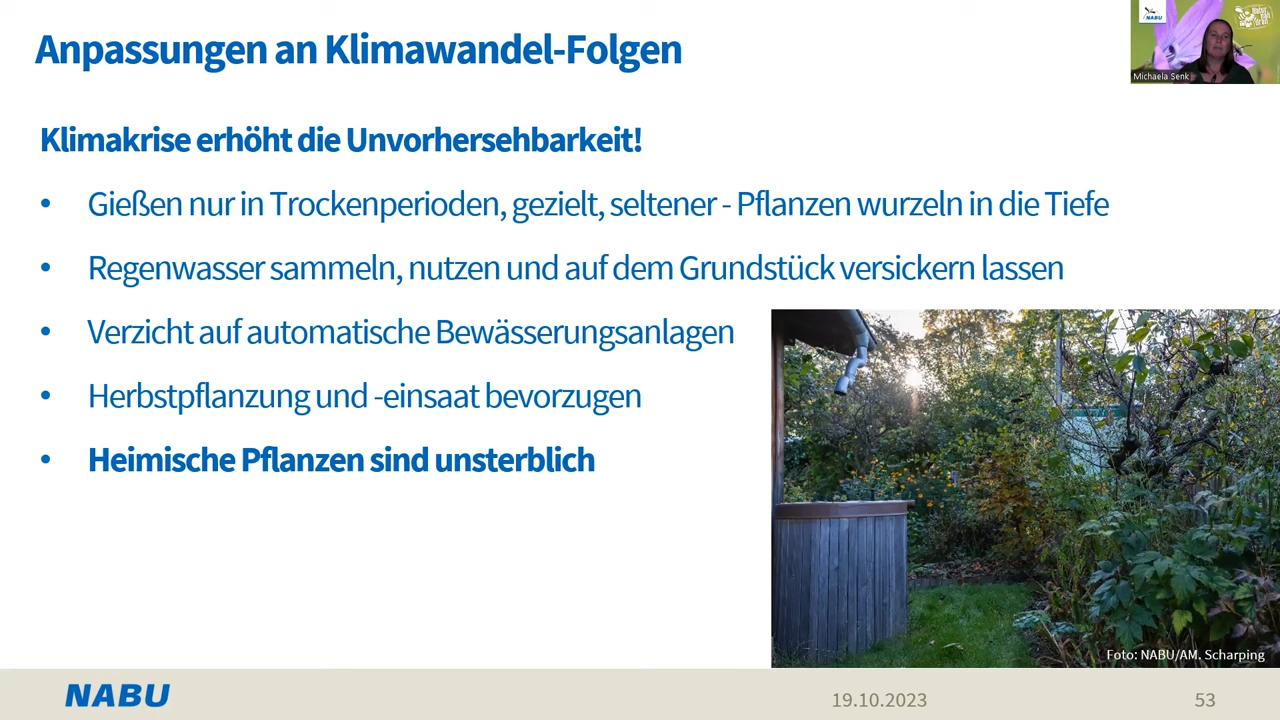 Anpassungen an Klimawandel-Folgen
NABU
Michaela Senk
Klimakrise erhöht die Unvorhersehbarkeit!
• Gießen nur in Trockenperioden, gezielt, seltener - Pflanzen wurzeln in die Tiefe
• Regenwasser sammeln, nutzen und auf dem Grundstück versickern lassen
• Verzicht auf automatische Bewässerungsanlagen
• Herbstpflanzung und -einsaat bevorzugen
• Heimische Pflanzen sind unsterblich
Foto: NABU/AM. Scharping
NABU
19.10.2023
53